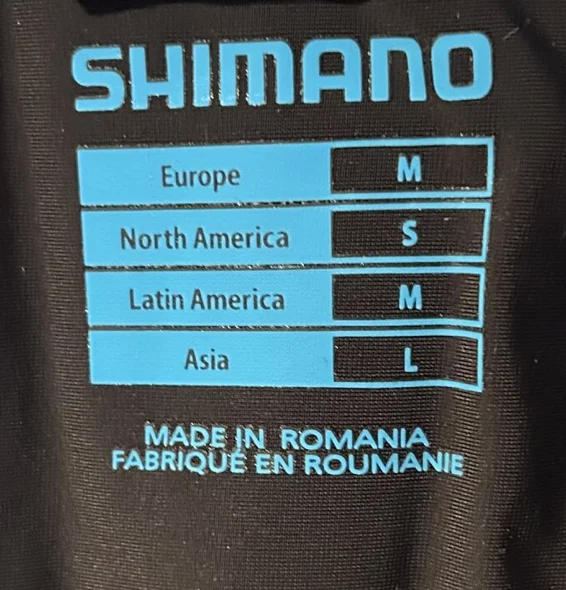 SHIMANO
Europe M
North America S
Latin America M
Asia L
MADE IN ROMANIA
FABRIQUÉ EN ROUMANIE